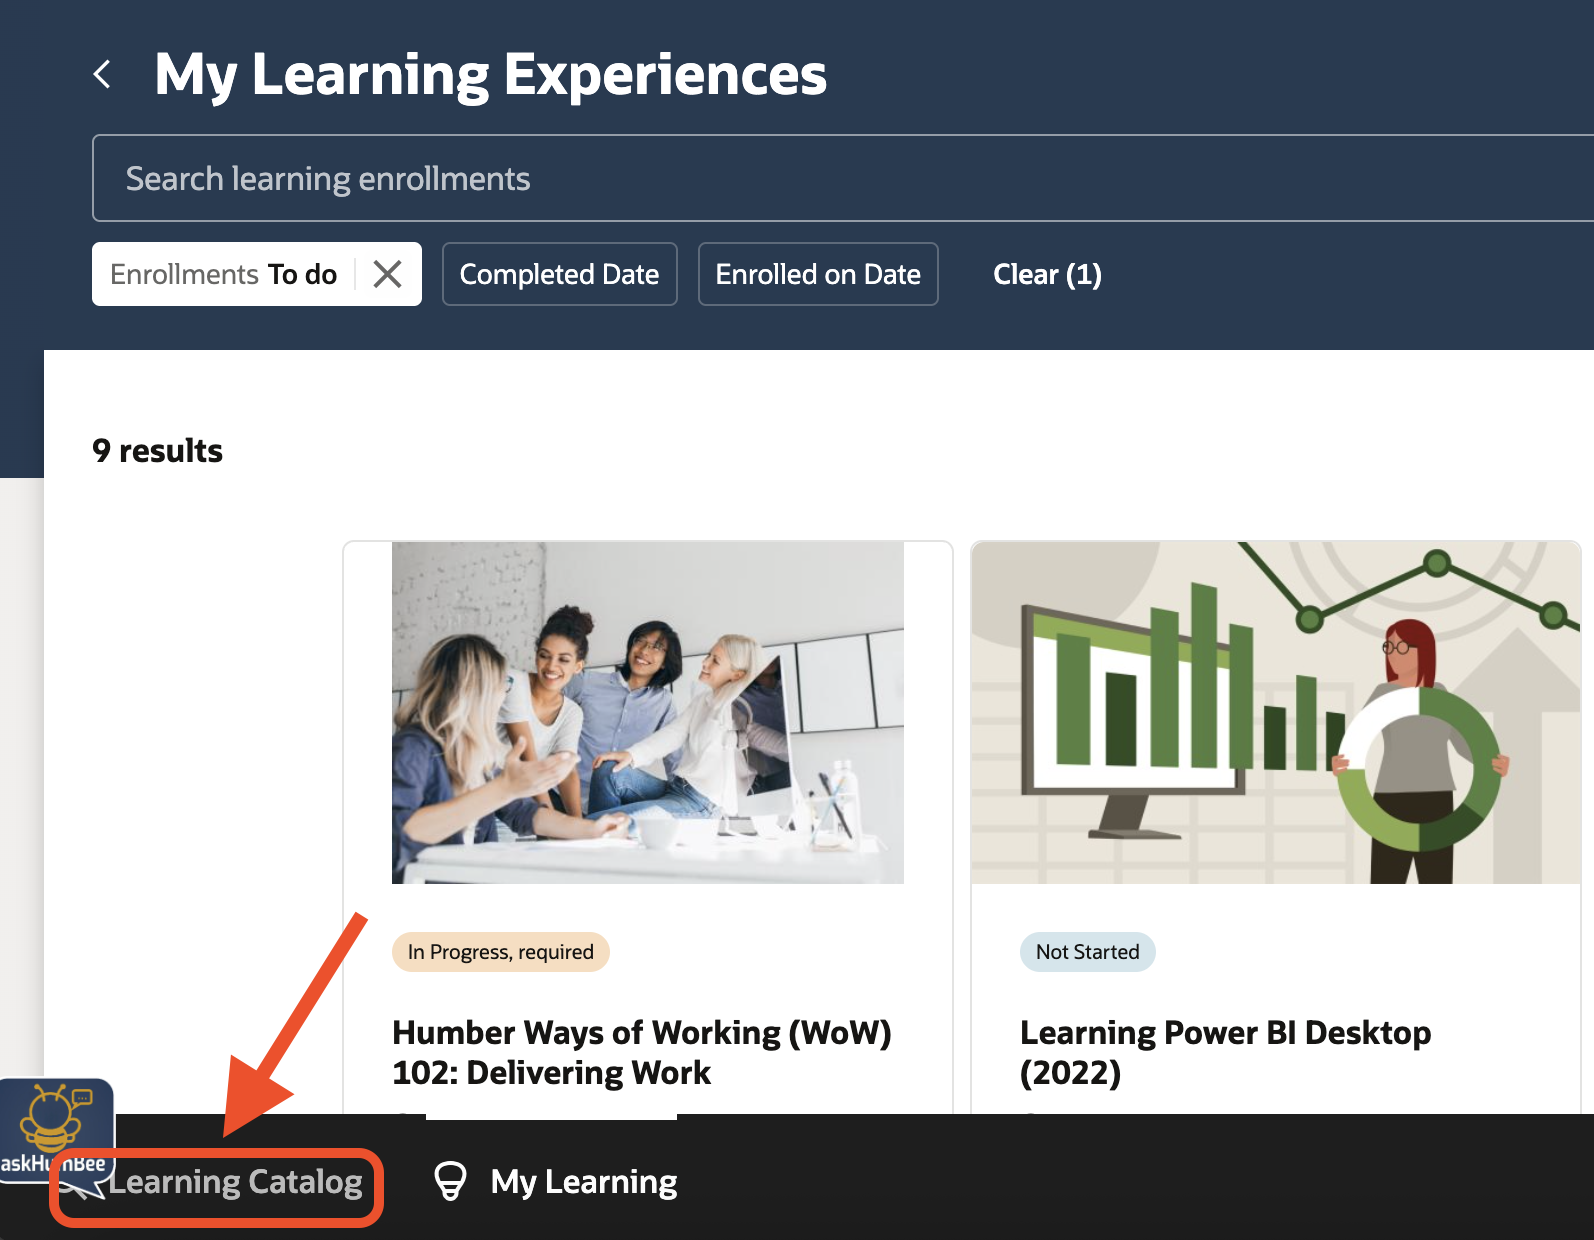 My Learning Experiences
Search learning enrollments
Enrollments To do
Completed Date
Enrolled on Date
Clear (1)
9 results
In Progress, required
Humber Ways of Working (WoW)
102: Delivering Work
Not Started
Learning Power BI Desktop
(2022)
askHumBee
Learning Catalog
My Learning